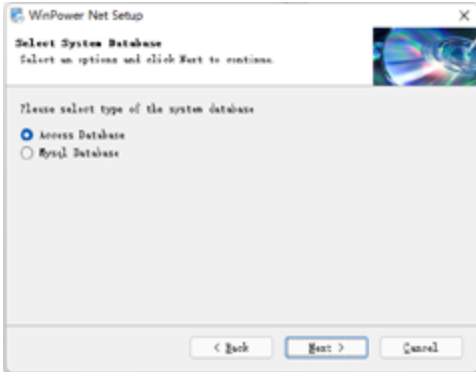 WinPower Net Setup
Select System Database
Select an options and click Next to continue.
Please select type of the system database
Access Database
Mysql Database
< Back
Next >
Cancel